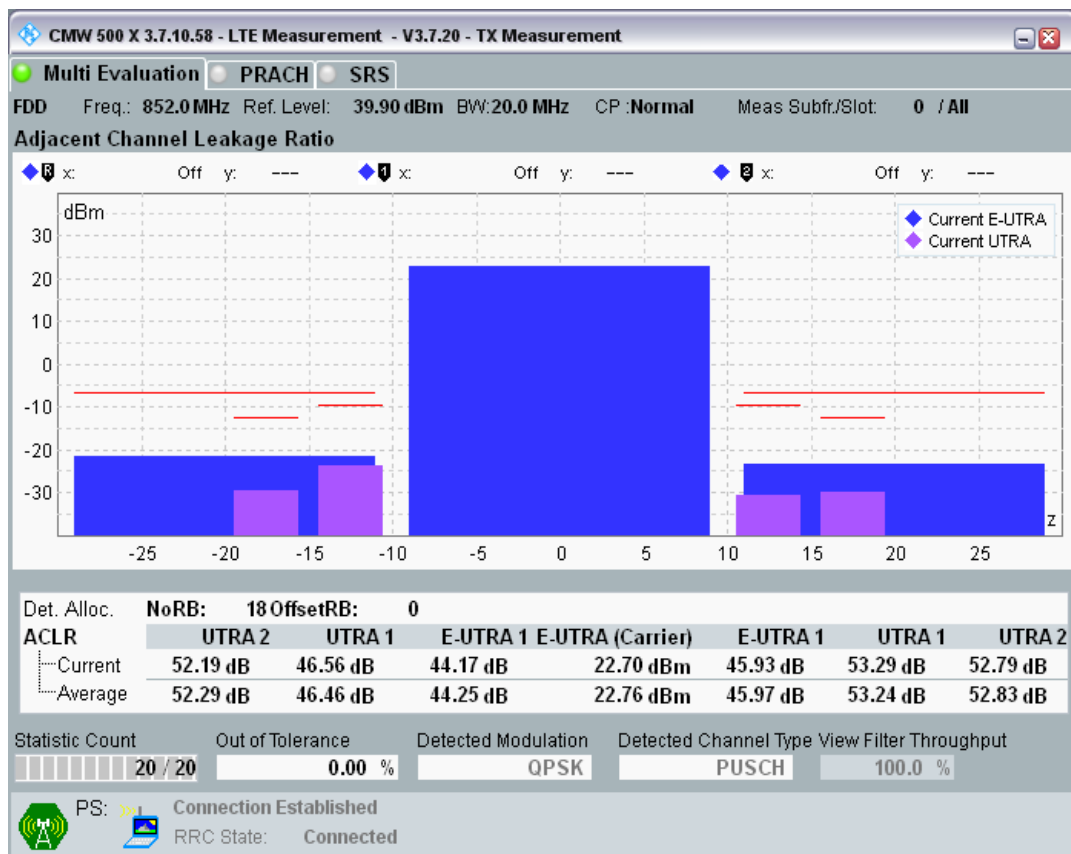 CMW 500 X 3.7.10.58 - LTE Measurement - V3.7.20 - TX Measurement
Multi Evaluation PRACH SRS
FDD Freq.: 852.0 MHz Ref. Level: 39.90 dBm BW:20.0 MHz CP :Normal Meas Subfr./Slot: 0 / All
Adjacent Channel Leakage Ratio
R x: Off y: --- 1 x: Off y: --- 2 x: Off y: ---
dBm
Current E-UTRA
Current UTRA
30
20
10
0
-10
-20
-30
z
-25 -20 -15 -10 -5 0 5 10 15 20 25
Det. Alloc. NoRB: 18 OffsetRB: 0
ACLR UTRA 2 UTRA 1 E-UTRA 1 E-UTRA (Carrier) E-UTRA 1 UTRA 1 UTRA 2
Current 52.19 dB 46.56 dB 44.17 dB 22.70 dBm 45.93 dB 53.29 dB 52.79 dB
Average 52.29 dB 46.46 dB 44.25 dB 22.76 dBm 45.97 dB 53.24 dB 52.83 dB
Statistic Count Out of Tolerance Detected Modulation Detected Channel Type View Filter Throughput
20 / 20 0.00 % QPSK PUSCH 100.0 %
PS: Connection Established
RRC State: Connected